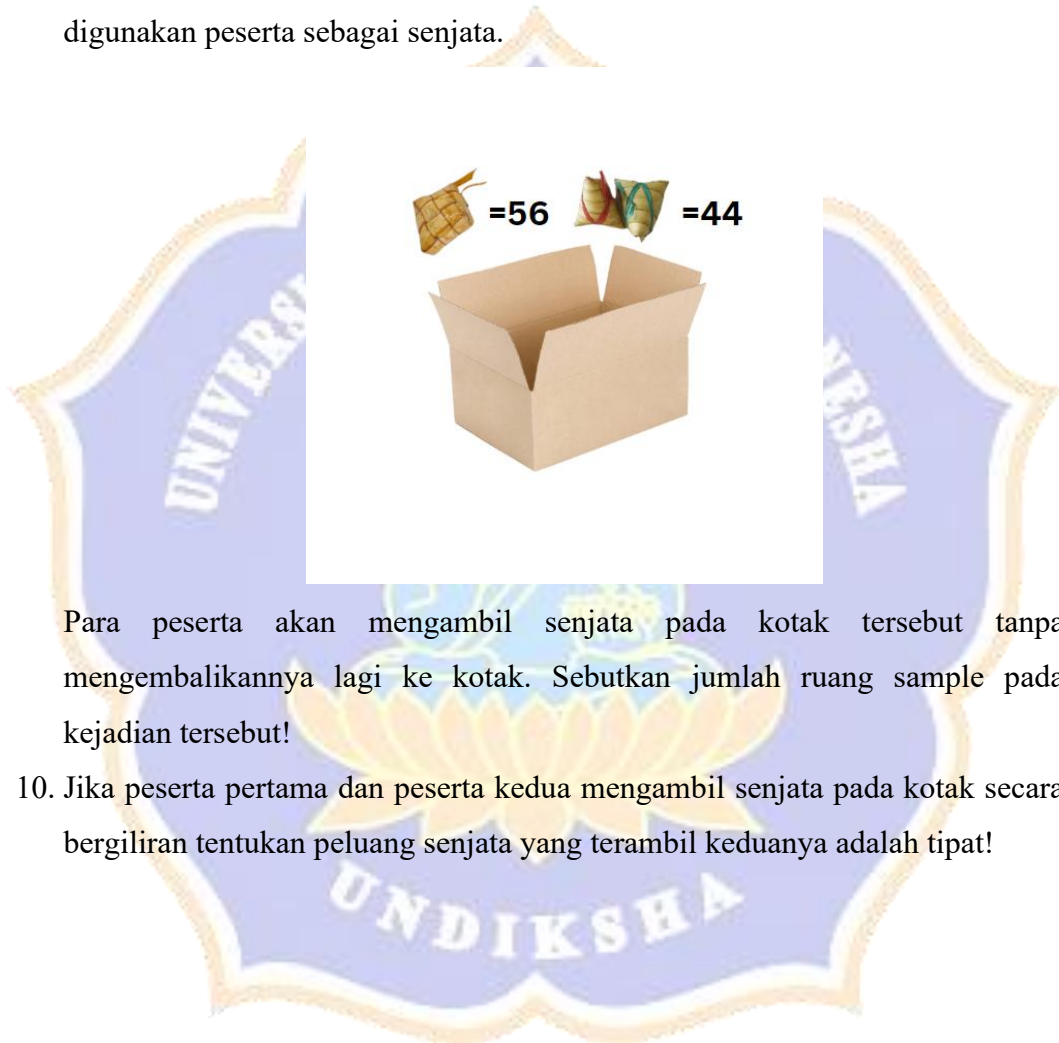 digunakan peserta sebagai senjata.
=56 =44
Para peserta akan mengambil senjata pada kotak tersebut tanpa
mengembalikannya lagi ke kotak. Sebutkan jumlah ruang sample pada
kejadian tersebut!
10. Jika peserta pertama dan peserta kedua mengambil senjata pada kotak secara
bergiliran tentukan peluang senjata yang terambil keduanya adalah tipat!
UNDIKSHA